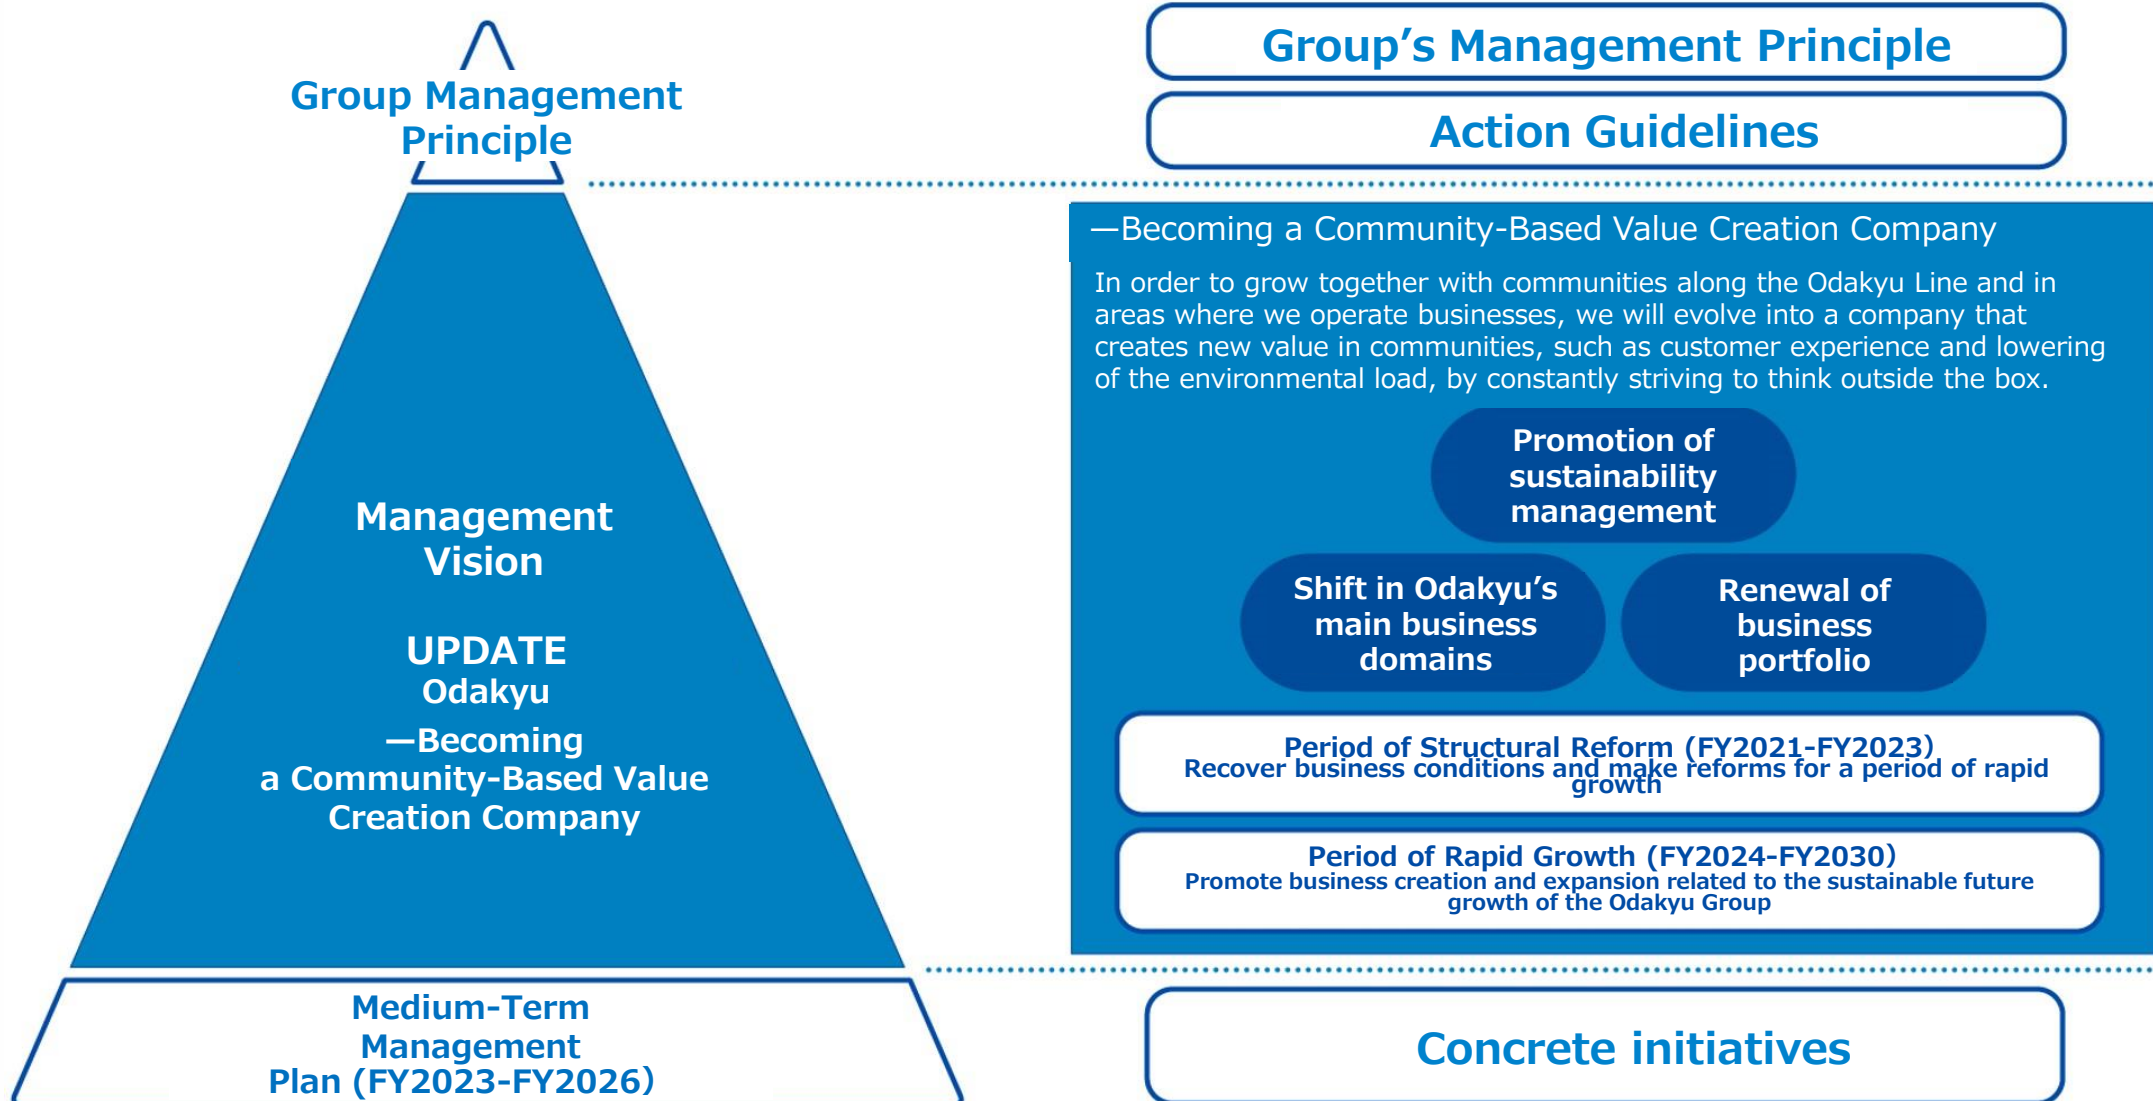 Group Management
Principle
Management
Vision
UPDATE
Odakyu
―Becoming
a Community-Based Value
Creation Company
Medium-Term
Management
Plan (FY2023-FY2026）
Group’s Management Principle
Action Guidelines
―Becoming a Community-Based Value Creation Company
In order to grow together with communities along the Odakyu Line and in
areas where we operate businesses, we will evolve into a company that
creates new value in communities, such as customer experience and lowering
of the environmental load, by constantly striving to think outside the box.
Promotion of
sustainability
management
Shift in Odakyu’s
main business
domains
Renewal of
business
portfolio
Period of Structural Reform (FY2021-FY2023）
Recover business conditions and make reforms for a period of rapid
growth
Period of Rapid Growth (FY2024-FY2030）
Promote business creation and expansion related to the sustainable future
growth of the Odakyu Group
Concrete initiatives